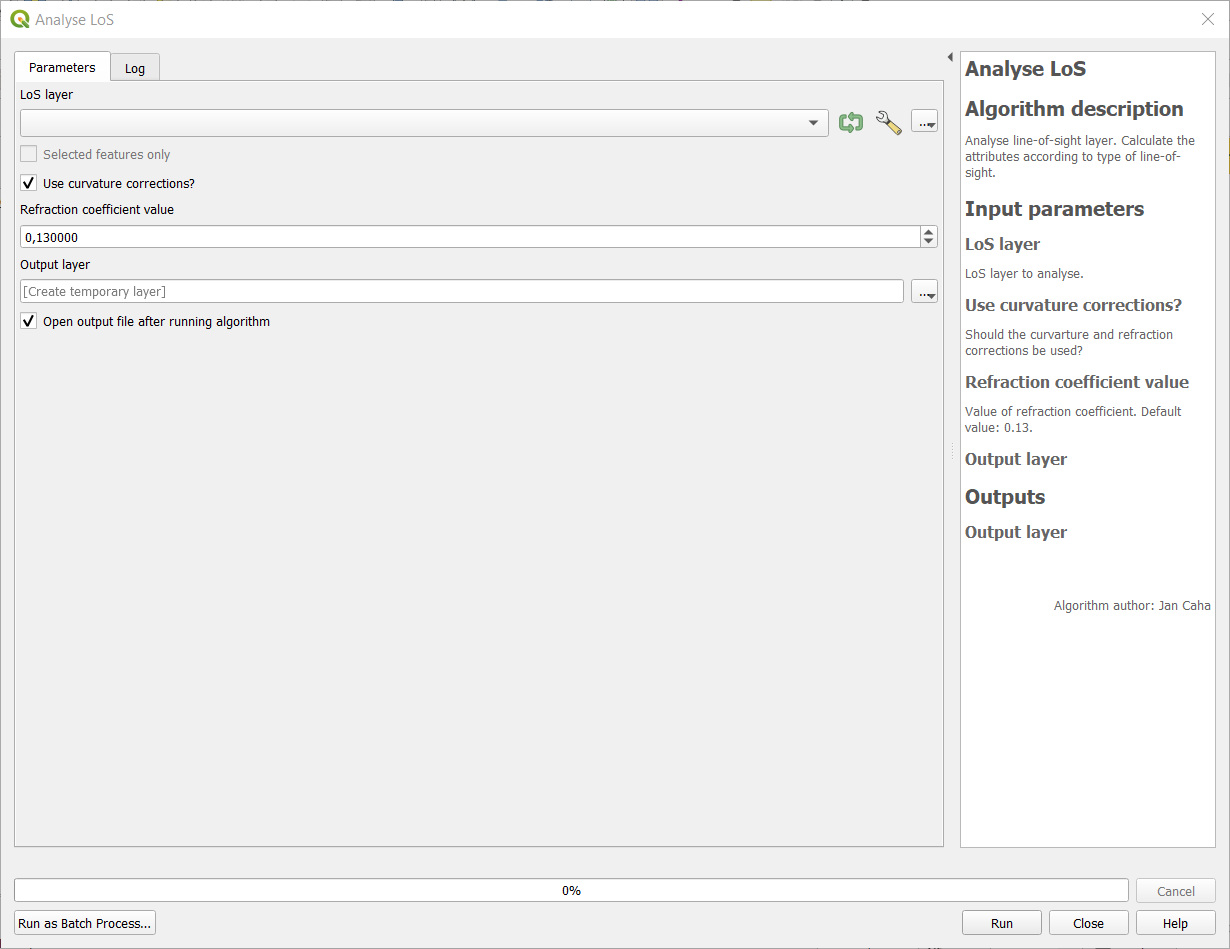 Analyse LoS
Parameters
Log
LoS layer
...
Selected features only
Use curvature corrections?
Refraction coefficient value
0,130000
Output layer
[Create temporary layer]
...
Open output file after running algorithm
Analyse LoS
Algorithm description
Analyse line-of-sight layer. Calculate the
attributes according to type of line-of-
sight.
Input parameters
LoS layer
LoS layer to analyse.
Use curvature corrections?
Should the curvarture and refraction
corrections be used?
Refraction coefficient value
Value of refraction coefficient. Default
value: 0.13.
Output layer
Outputs
Output layer
Algorithm author: Jan Caha
0%
Cancel
Run as Batch Process...
Run
Close
Help